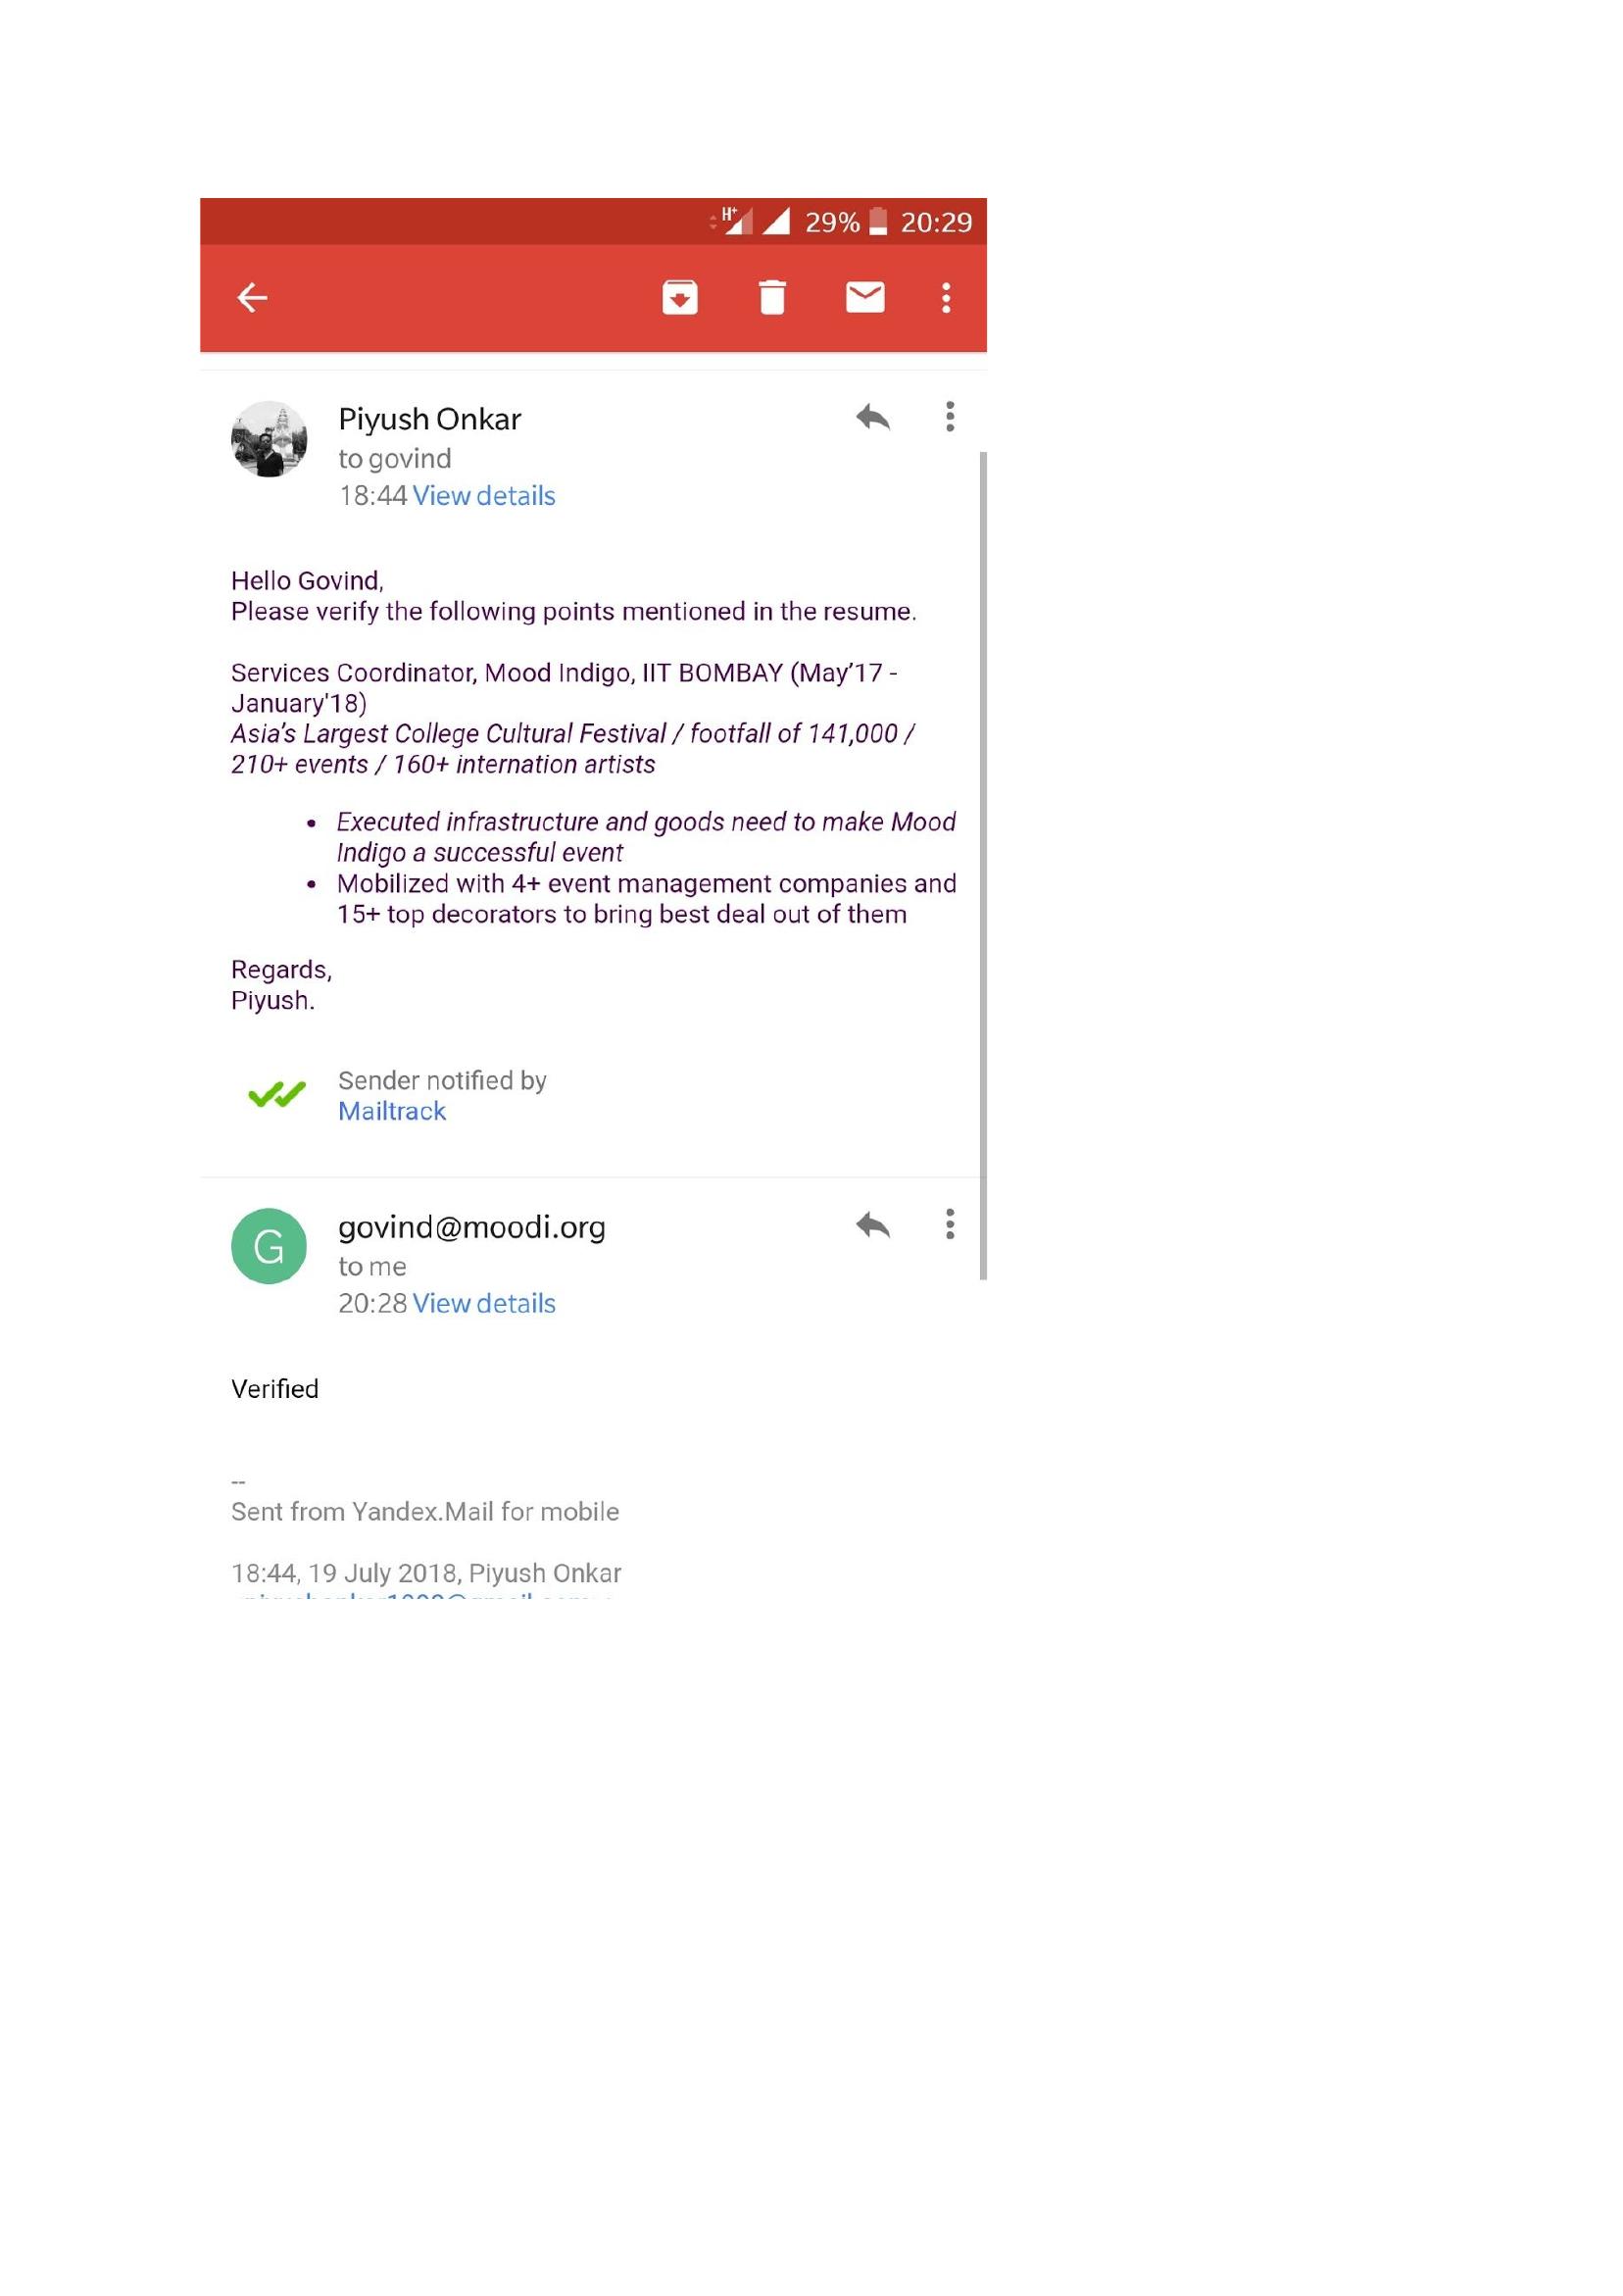 H+ 29% 20:29
Piyush Onkar
to govind
18:44 View details
Hello Govind,
Please verify the following points mentioned in the resume.
Services Coordinator, Mood Indigo, IIT BOMBAY (May’17 -
January'18)
Asia’s Largest College Cultural Festival / footfall of 141,000 /
210+ events / 160+ internation artists
• Executed infrastructure and goods need to make Mood
Indigo a successful event
• Mobilized with 4+ event management companies and
15+ top decorators to bring best deal out of them
Regards,
Piyush.
Sender notified by
Mailtrack
G
govind@moodi.org
to me
20:28 View details
Verified
--
Sent from Yandex.Mail for mobile
18:44, 19 July 2018, Piyush Onkar